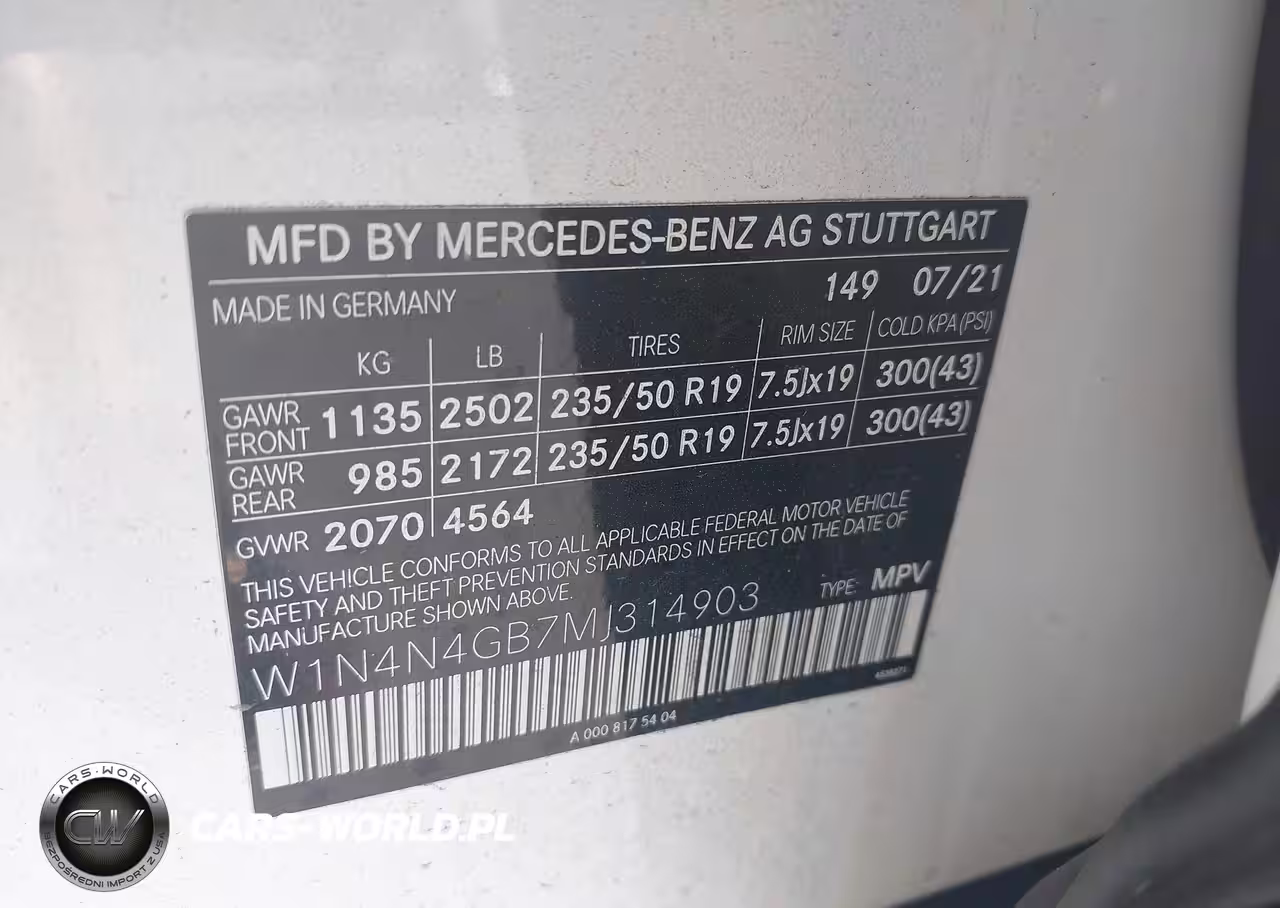 MFD BY MERCEDES-BENZ AG STUTTGART
MADE IN GERMANY 149 07/21
KG LB TIRES RIM SIZE COLD KPA(PSI)
GAWR FRONT 1135 2502 235/50 R19 7.5Jx19 300(43)
GAWR REAR 985 2172 235/50 R19 7.5Jx19 300(43)
GVWR 2070 4564
THIS VEHICLE CONFORMS TO ALL APPLICABLE FEDERAL MOTOR VEHICLE
SAFETY AND THEFT PREVENTION STANDARDS IN EFFECT ON THE DATE OF
MANUFACTURE SHOWN ABOVE.
W1N4N4GB7MJ314903 TYPE: MPV
A 000 817 54 04
CARS-WORLD
CW
BEZPOŚREDNI IMPORT Z USA
CARS-WORLD.PL